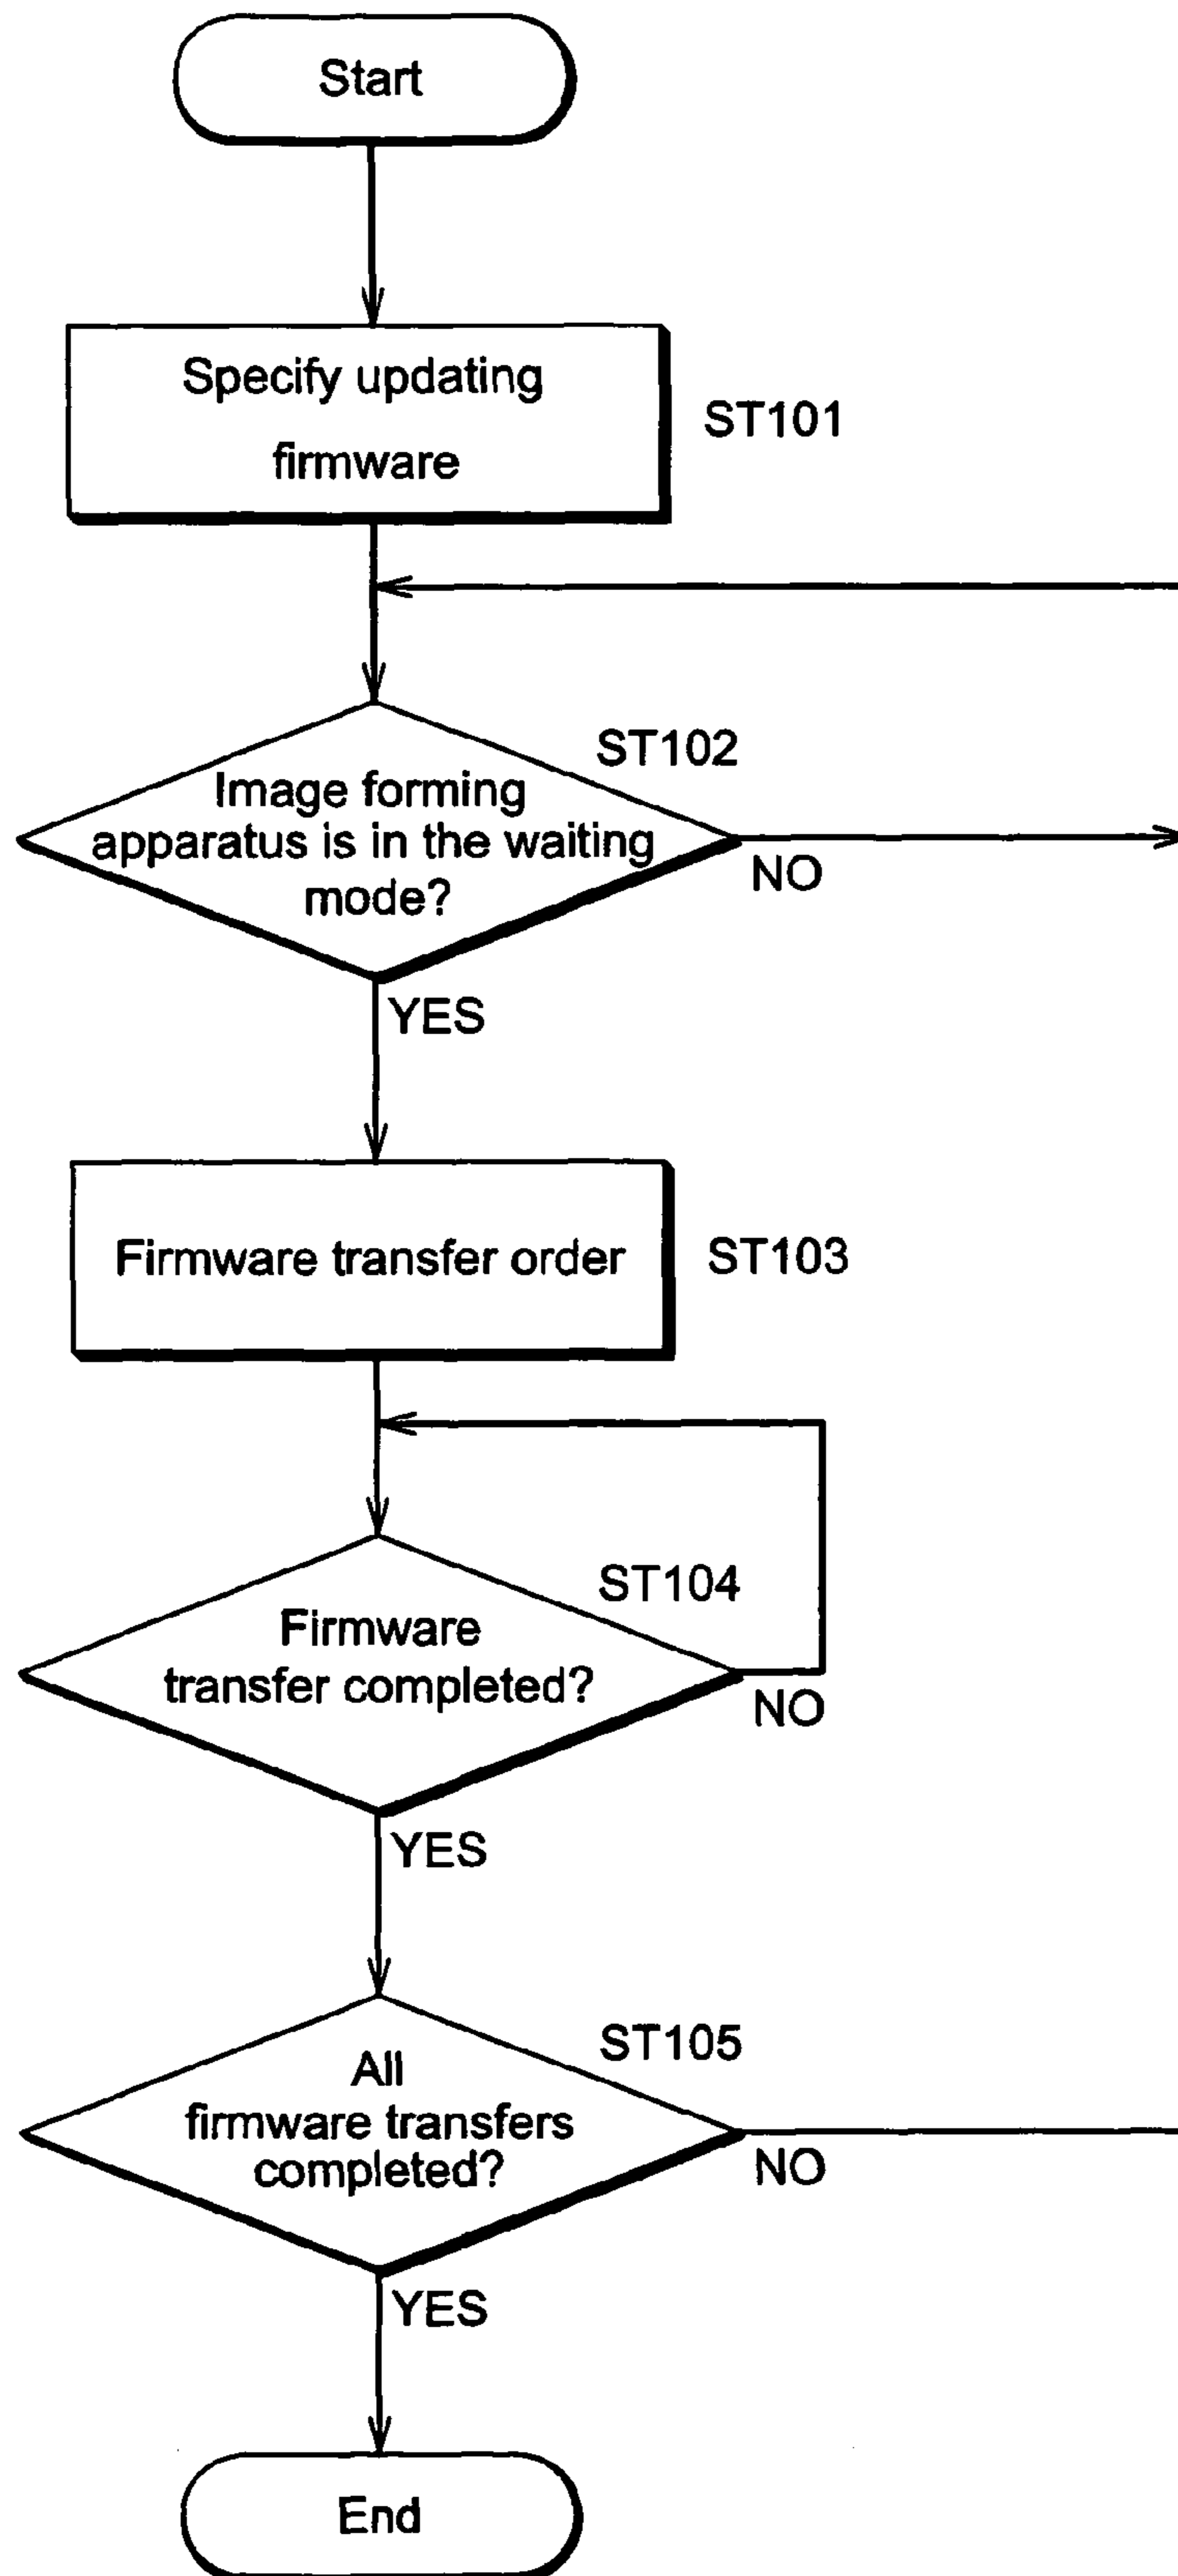 Start
Specify updating
firmware
ST101
ST102
Image forming
apparatus is in the waiting
mode?
NO
YES
Firmware transfer order
ST103
ST104
Firmware
transfer completed?
NO
YES
ST105
All
firmware transfers
completed?
NO
YES
End